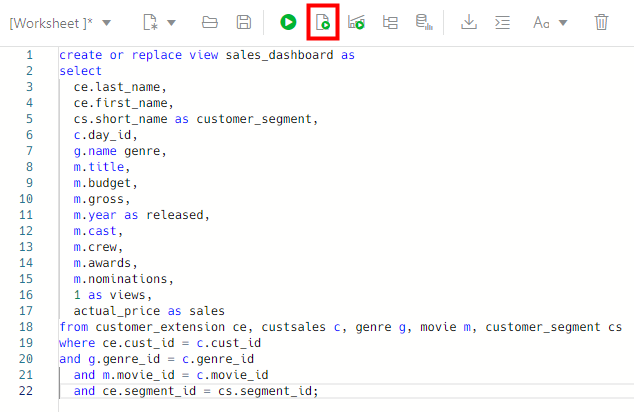 [Worksheet ]*
Aa
1 create or replace view sales_dashboard as
2 select
3   ce.last_name,
4   ce.first_name,
5   cs.short_name as customer_segment,
6   c.day_id,
7   g.name genre,
8   m.title,
9   m.budget,
10   m.gross,
11   m.year as released,
12   m.cast,
13   m.crew,
14   m.awards,
15   m.nominations,
16   1 as views,
17   actual_price as sales
18 from customer_extension ce, custsales c, genre g, movie m, customer_segment cs
19 where ce.cust_id = c.cust_id
20 and g.genre_id = c.genre_id
21   and m.movie_id = c.movie_id
22   and ce.segment_id = cs.segment_id;